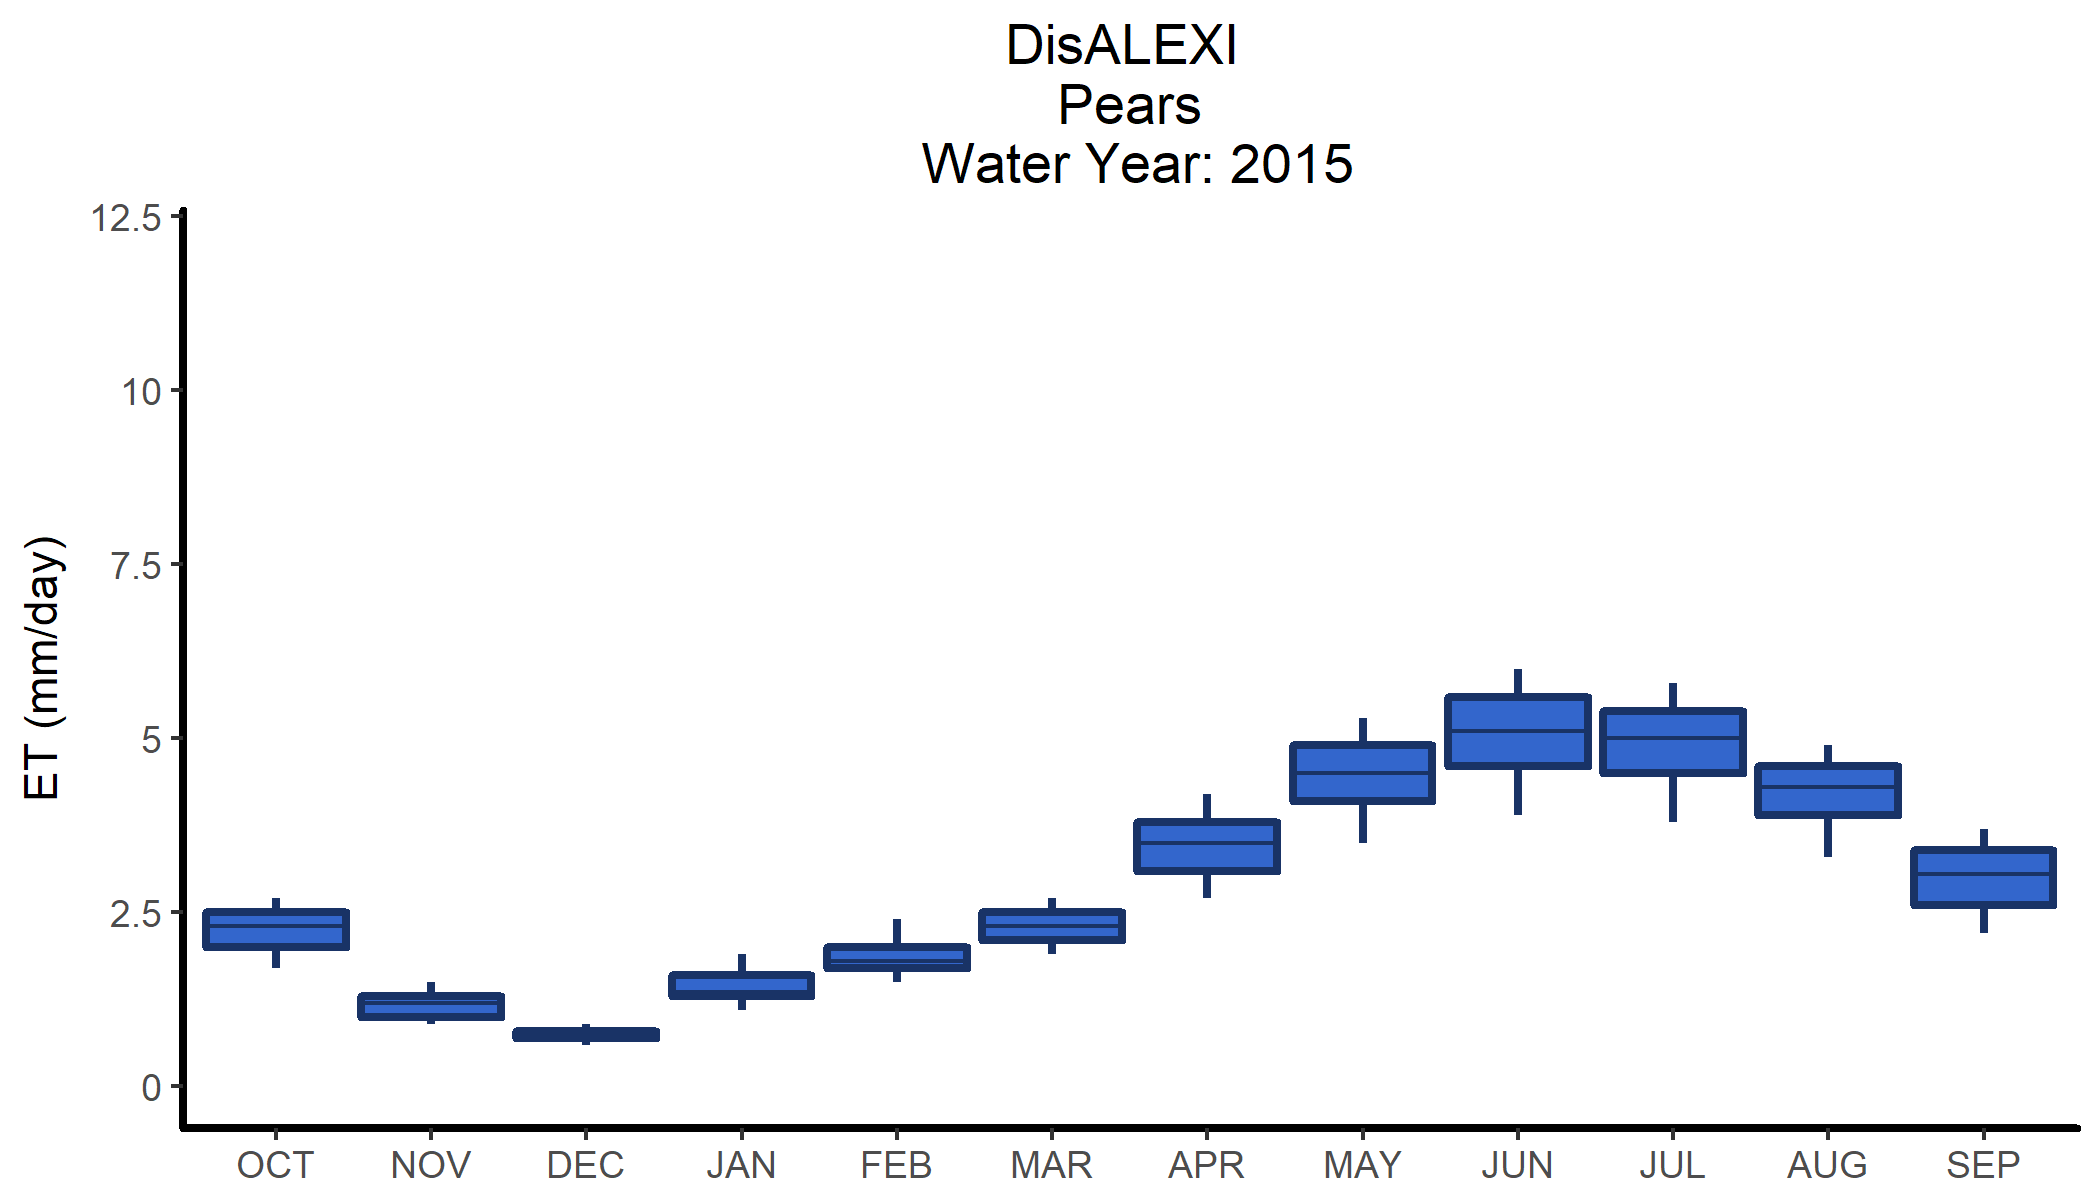 DisALEXI
Pears
Water Year: 2015
ET (mm/day)
12.5
10
7.5
5
2.5
0
OCT NOV DEC JAN FEB MAR APR MAY JUN JUL AUG SEP